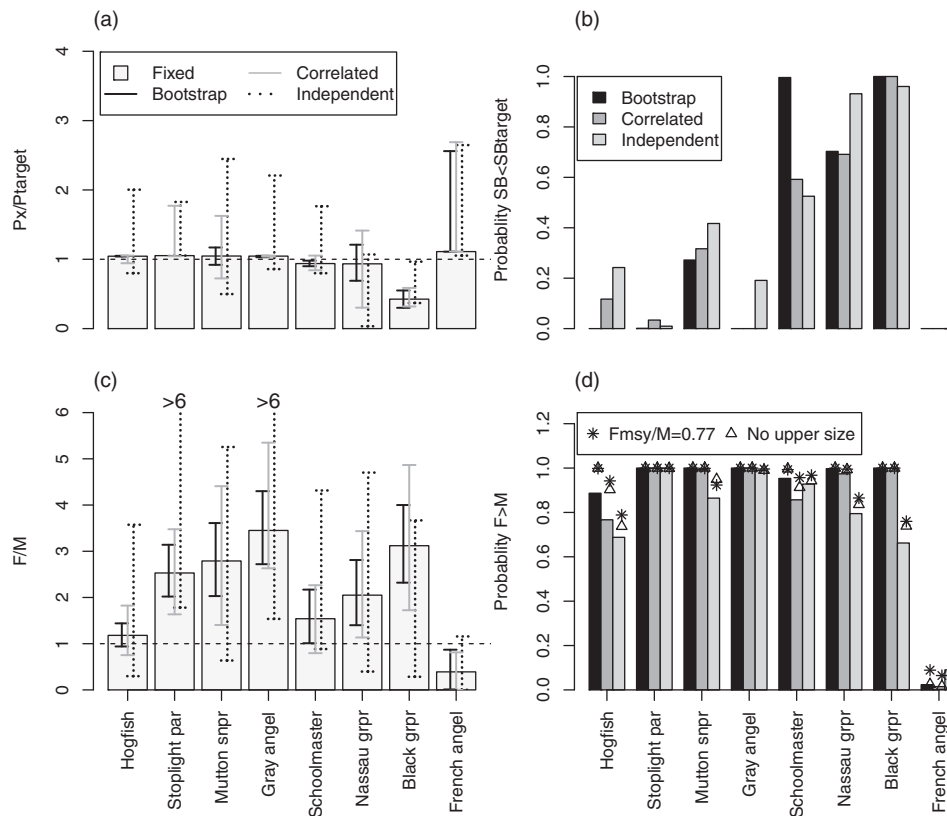 (a)
4
3
2
1
0
Px/Ptarget
Fixed
Correlated
Bootstrap
Independent
(b)
1.0
0.8
0.6
0.4
0.2
0.0
Probablity SB<SBtarget
Bootstrap
Correlated
Independent
(c)
6
5
4
3
2
1
0
F/M
>6
>6
Hogfish
Stoplight par
Mutton snpr
Gray angel
Schoolmaster
Nassau grpr
Black grpr
French angel
(d)
1.2
1.0
0.8
0.6
0.4
0.2
0.0
Probablity F>M
Fmsy/M=0.77
No upper size
Hogfish
Stoplight par
Mutton snpr
Gray angel
Schoolmaster
Nassau grpr
Black grpr
French angel